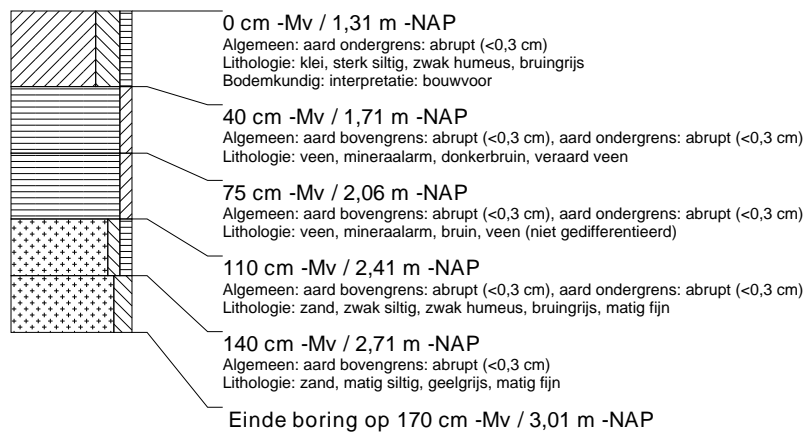 0 cm -Mv / 1,31 m -NAP
Algemeen: aard ondergrens: abrupt (<0,3 cm)
Lithologie: klei, sterk siltig, zwak humeus, bruingrijs
Bodemkundig: interpretatie: bouwvoor
40 cm -Mv / 1,71 m -NAP
Algemeen: aard bovengrens: abrupt (<0,3 cm), aard ondergrens: abrupt (<0,3 cm)
Lithologie: veen, mineraalarm, donkerbruin, veraard veen
75 cm -Mv / 2,06 m -NAP
Algemeen: aard bovengrens: abrupt (<0,3 cm), aard ondergrens: abrupt (<0,3 cm)
Lithologie: veen, mineraalarm, bruin, veen (niet gedifferentieerd)
110 cm -Mv / 2,41 m -NAP
Algemeen: aard bovengrens: abrupt (<0,3 cm), aard ondergrens: abrupt (<0,3 cm)
Lithologie: zand, zwak siltig, zwak humeus, bruingrijs, matig fijn
140 cm -Mv / 2,71 m -NAP
Algemeen: aard bovengrens: abrupt (<0,3 cm)
Lithologie: zand, matig siltig, geelgrijs, matig fijn
Einde boring op 170 cm -Mv / 3,01 m -NAP